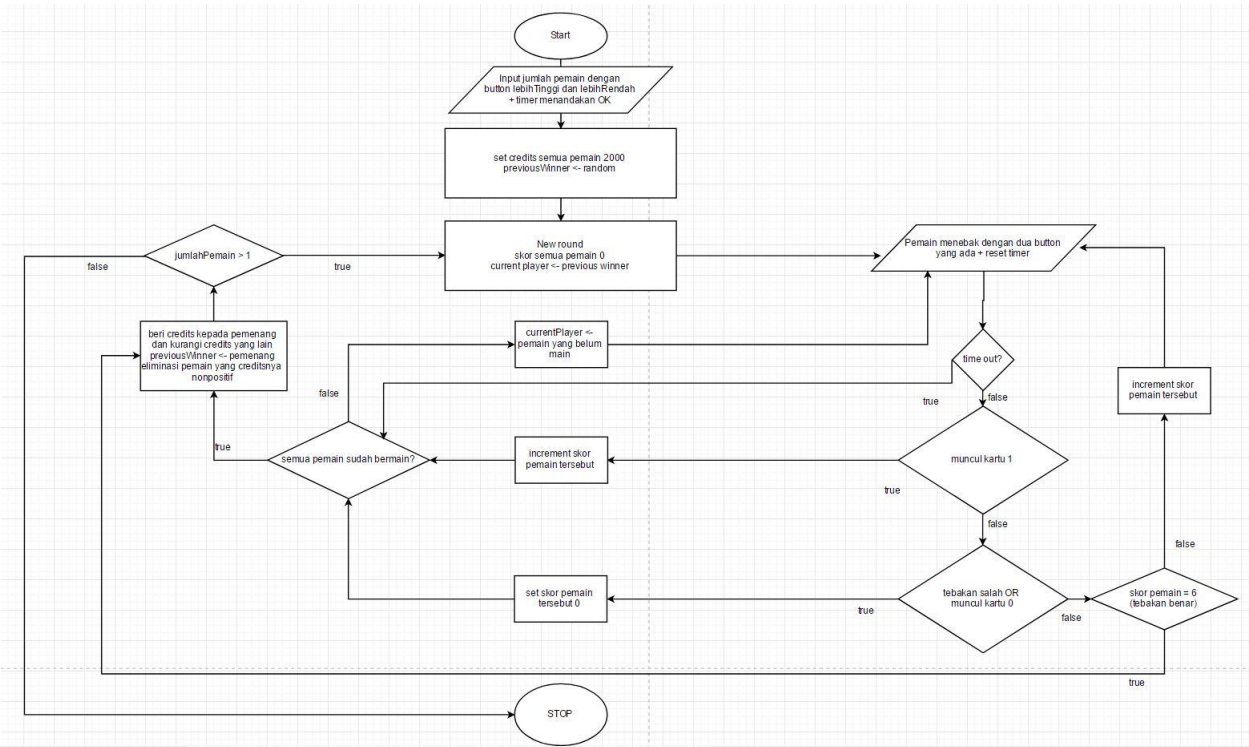 Start
Input jumlah pemain dengan
button lebihTinggi dan lebihRendah
+ timer menandakan OK
set credits semua pemain 2000
previousWinner <- random
New round
skor semua pemain 0
current player <- previous winner
jumlahPemain > 1
false
true
Pemain menebak dengan dua button
yang ada + reset timer
beri credits kepada pemenang
dan kurangi credits yang lain
previousWinner <- pemenang
eliminasi pemain yang creditsnya
nonpositif
currentPlayer <-
pemain yang belum
main
time out?
true
false
increment skor
pemain tersebut
false
true
semua pemain sudah bermain?
increment skor
pemain tersebut
muncul kartu 1
true
false
set skor pemain
tersebut 0
tebakan salah OR
muncul kartu 0
true
false
skor pemain = 6
(tebakan benar)
false
true
STOP